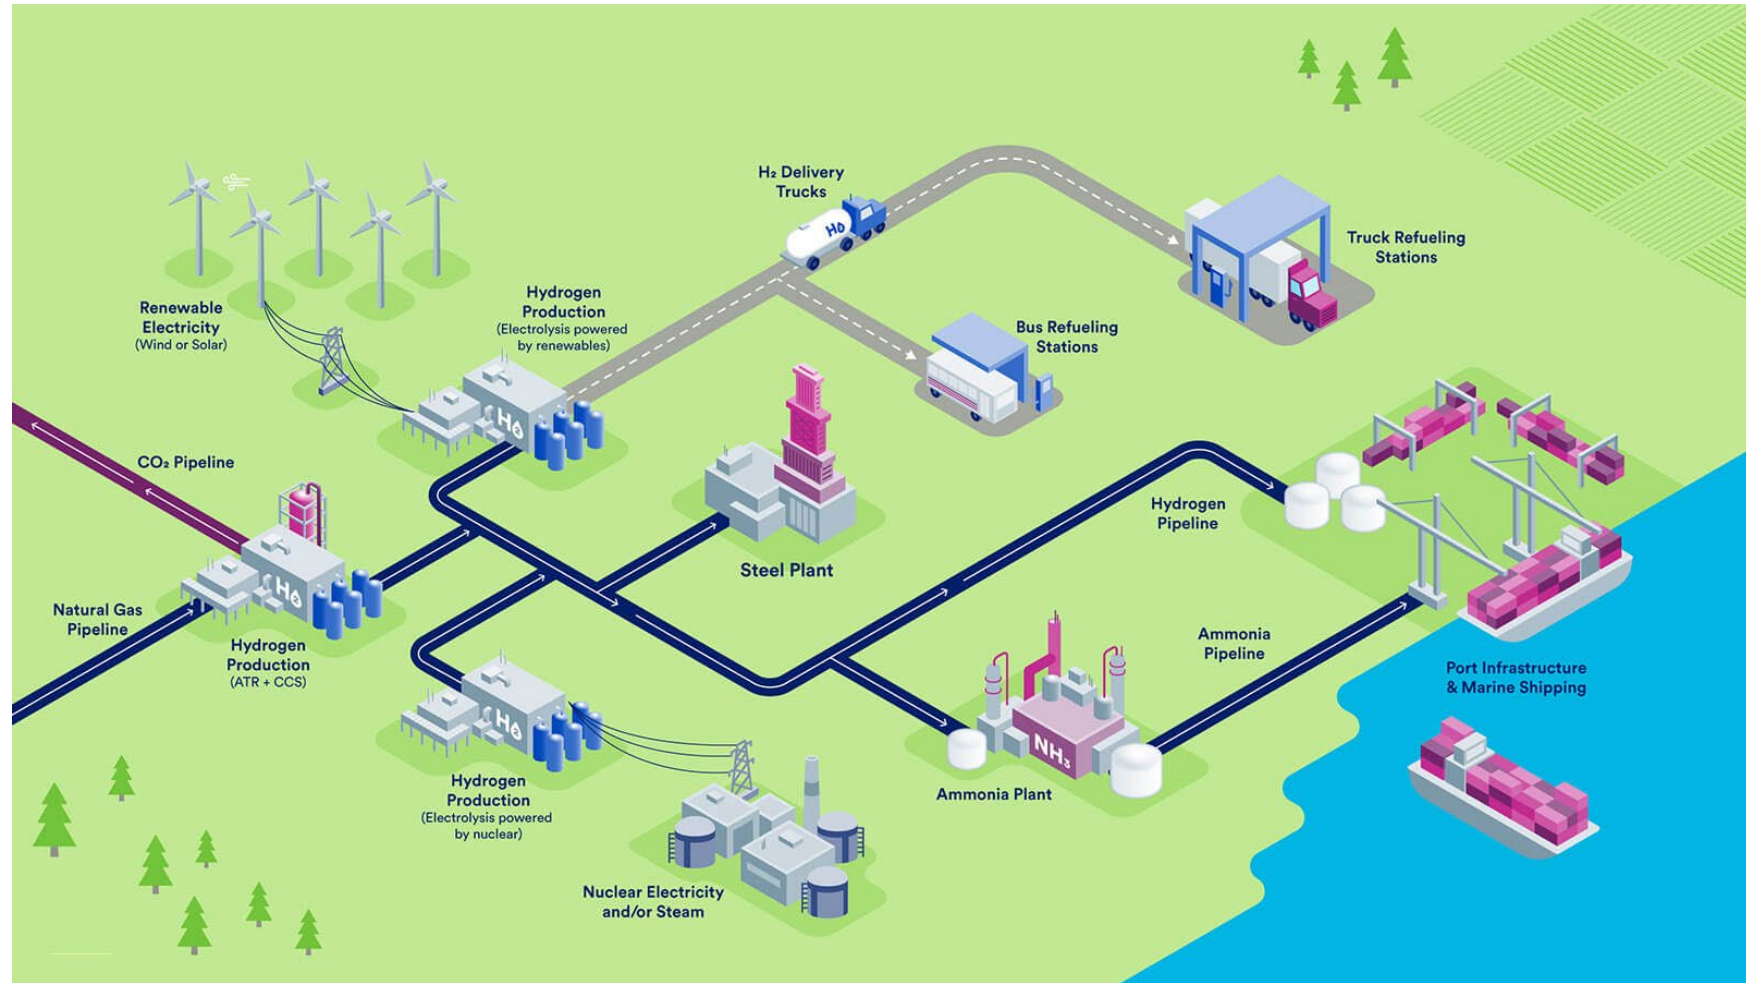 H₂ Delivery
Trucks
Truck Refueling
Stations
Renewable
Electricity
(Wind or Solar)
Hydrogen
Production
(Electrolysis powered
by renewables)
Bus Refueling
Stations
CO₂ Pipeline
Hydrogen
Pipeline
Steel Plant
Natural Gas
Pipeline
Hydrogen
Production
(ATR + CCS)
Ammonia
Pipeline
Port Infrastructure
& Marine Shipping
NH₃
Ammonia Plant
Hydrogen
Production
(Electrolysis powered
by nuclear)
Nuclear Electricity
and/or Steam
H
H₂
H₂
H₂